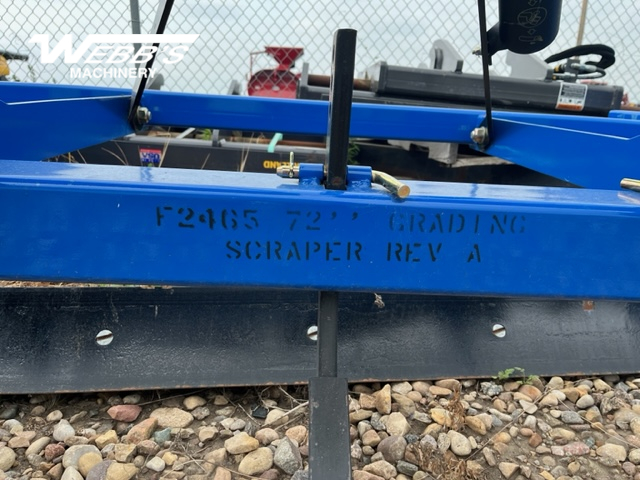 WEBB'S
MACHINERY
F2465 72'' GRADING
SCRAPER REV A